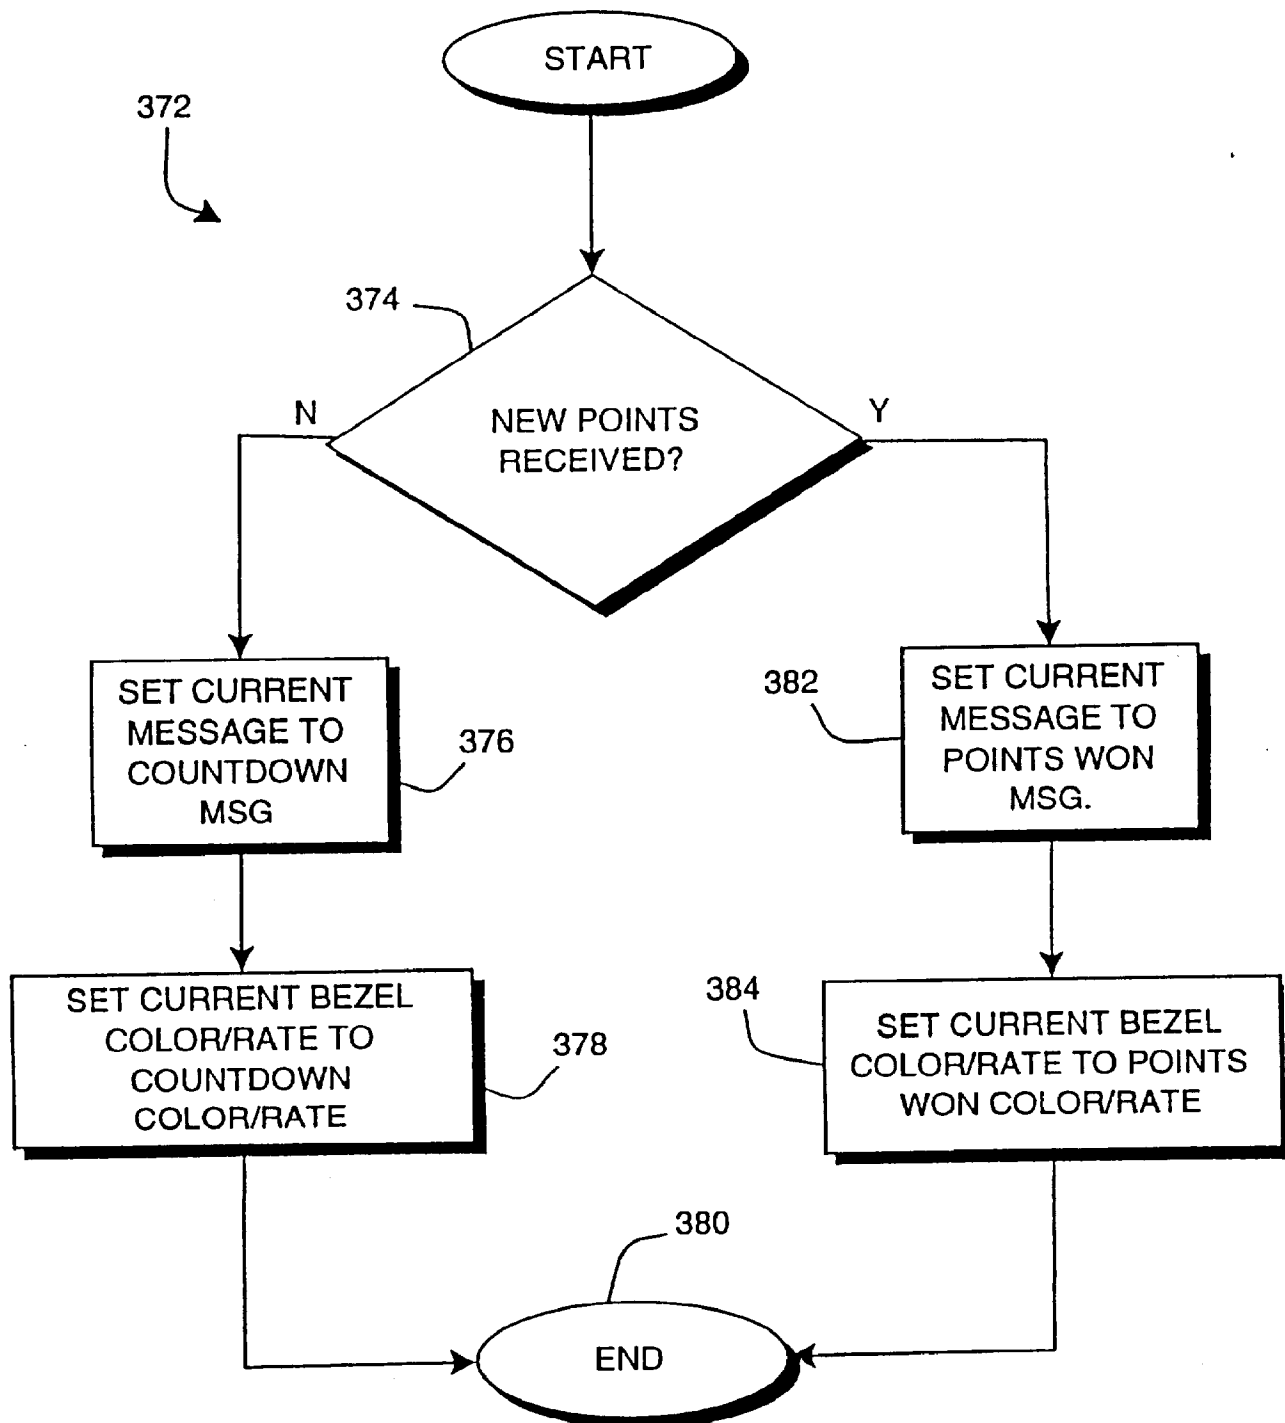 START
372
374
N
Y
NEW POINTS
RECEIVED?
SET CURRENT
MESSAGE TO
COUNTDOWN
MSG
376
382
SET CURRENT
MESSAGE TO
POINTS WON
MSG.
SET CURRENT BEZEL
COLOR/RATE TO
COUNTDOWN
COLOR/RATE
378
384
SET CURRENT BEZEL
COLOR/RATE TO POINTS
WON COLOR/RATE
380
END